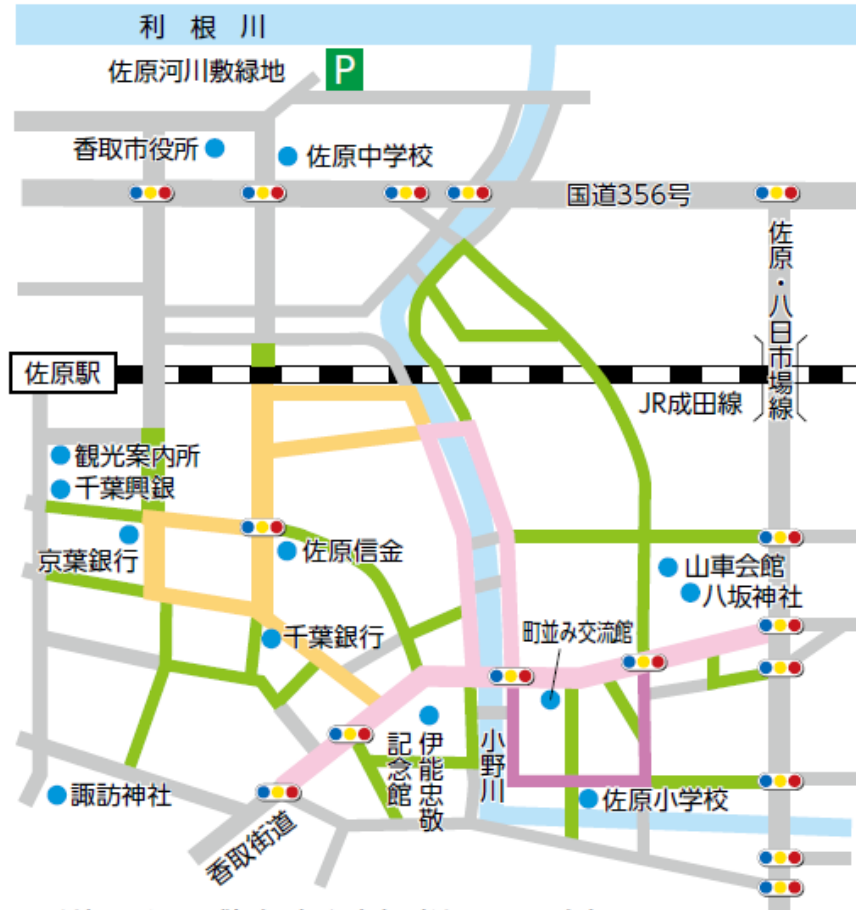 利根川
佐原河川敷緑地
P
香取市役所
佐原中学校
国道356号
佐原・八日市場線
佐原駅
JR成田線
観光案内所
千葉興銀
京葉銀行
佐原信金
山車会館
八坂神社
町並み交流館
千葉銀行
伊能忠敬
記念館
小野川
諏訪神社
佐原小学校
香取街道